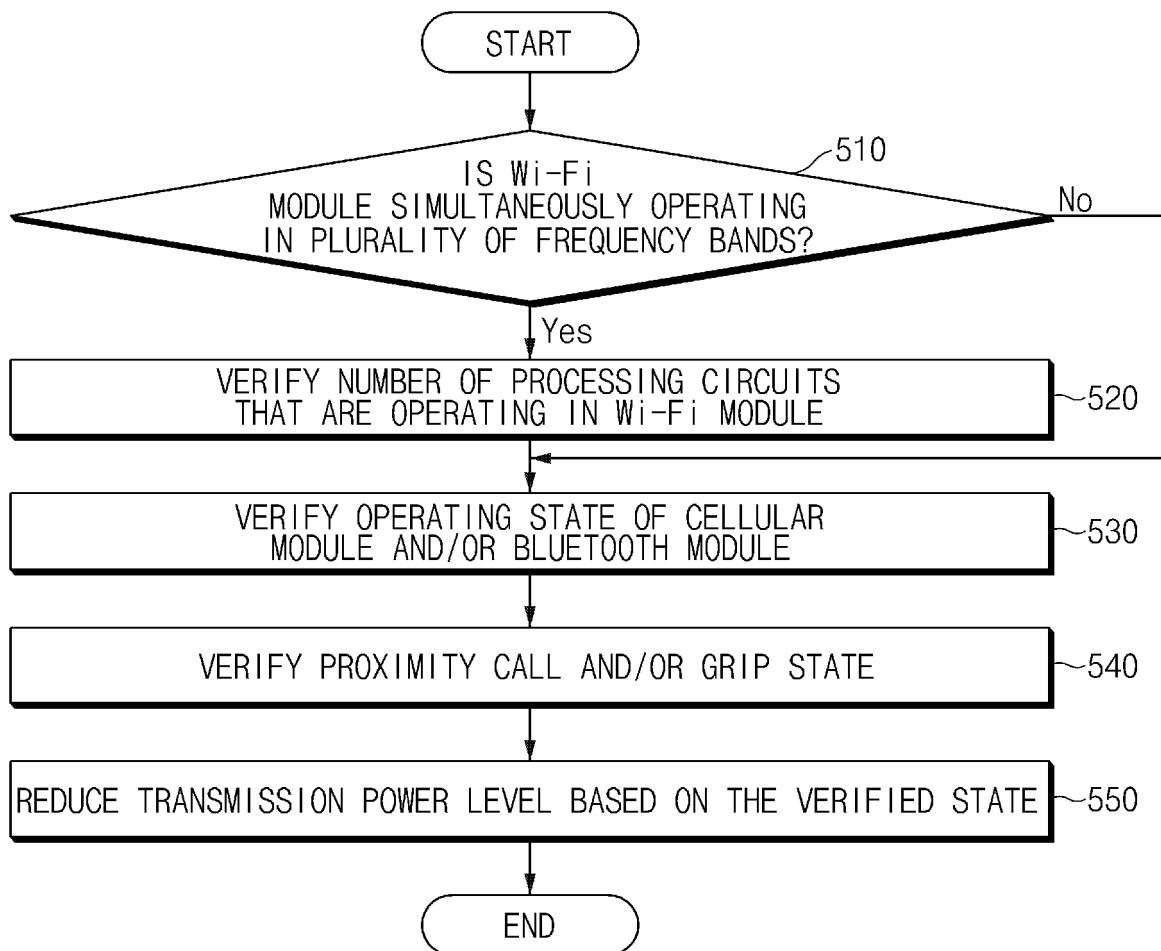 START
IS Wi-Fi
MODULE SIMULTANEOUSLY OPERATING
IN PLURALITY OF FREQUENCY BANDS?
510
No
Yes
VERIFY NUMBER OF PROCESSING CIRCUITS
THAT ARE OPERATING IN Wi-Fi MODULE
520
VERIFY OPERATING STATE OF CELLULAR
MODULE AND/OR BLUETOOTH MODULE
530
VERIFY PROXIMITY CALL AND/OR GRIP STATE
540
REDUCE TRANSMISSION POWER LEVEL BASED ON THE VERIFIED STATE
550
END